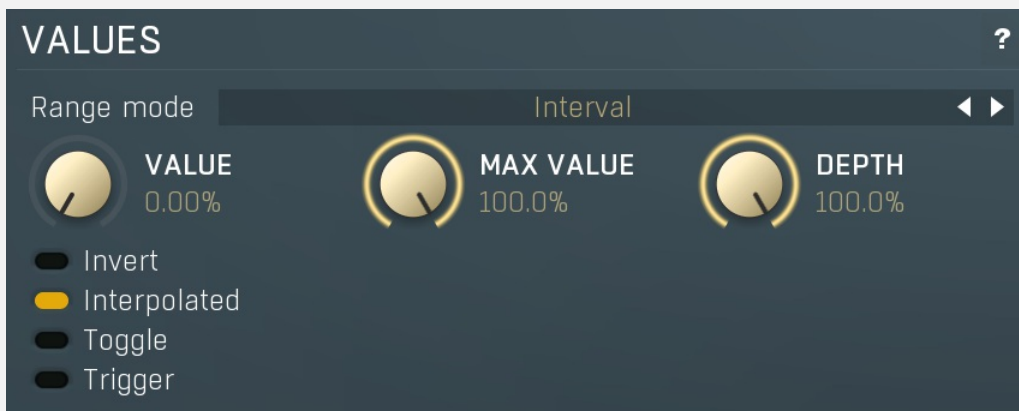 VALUES ?
Range mode Interval
VALUE MAX VALUE DEPTH
0.00% 100.0% 100.0%
Invert
Interpolated
Toggle
Trigger